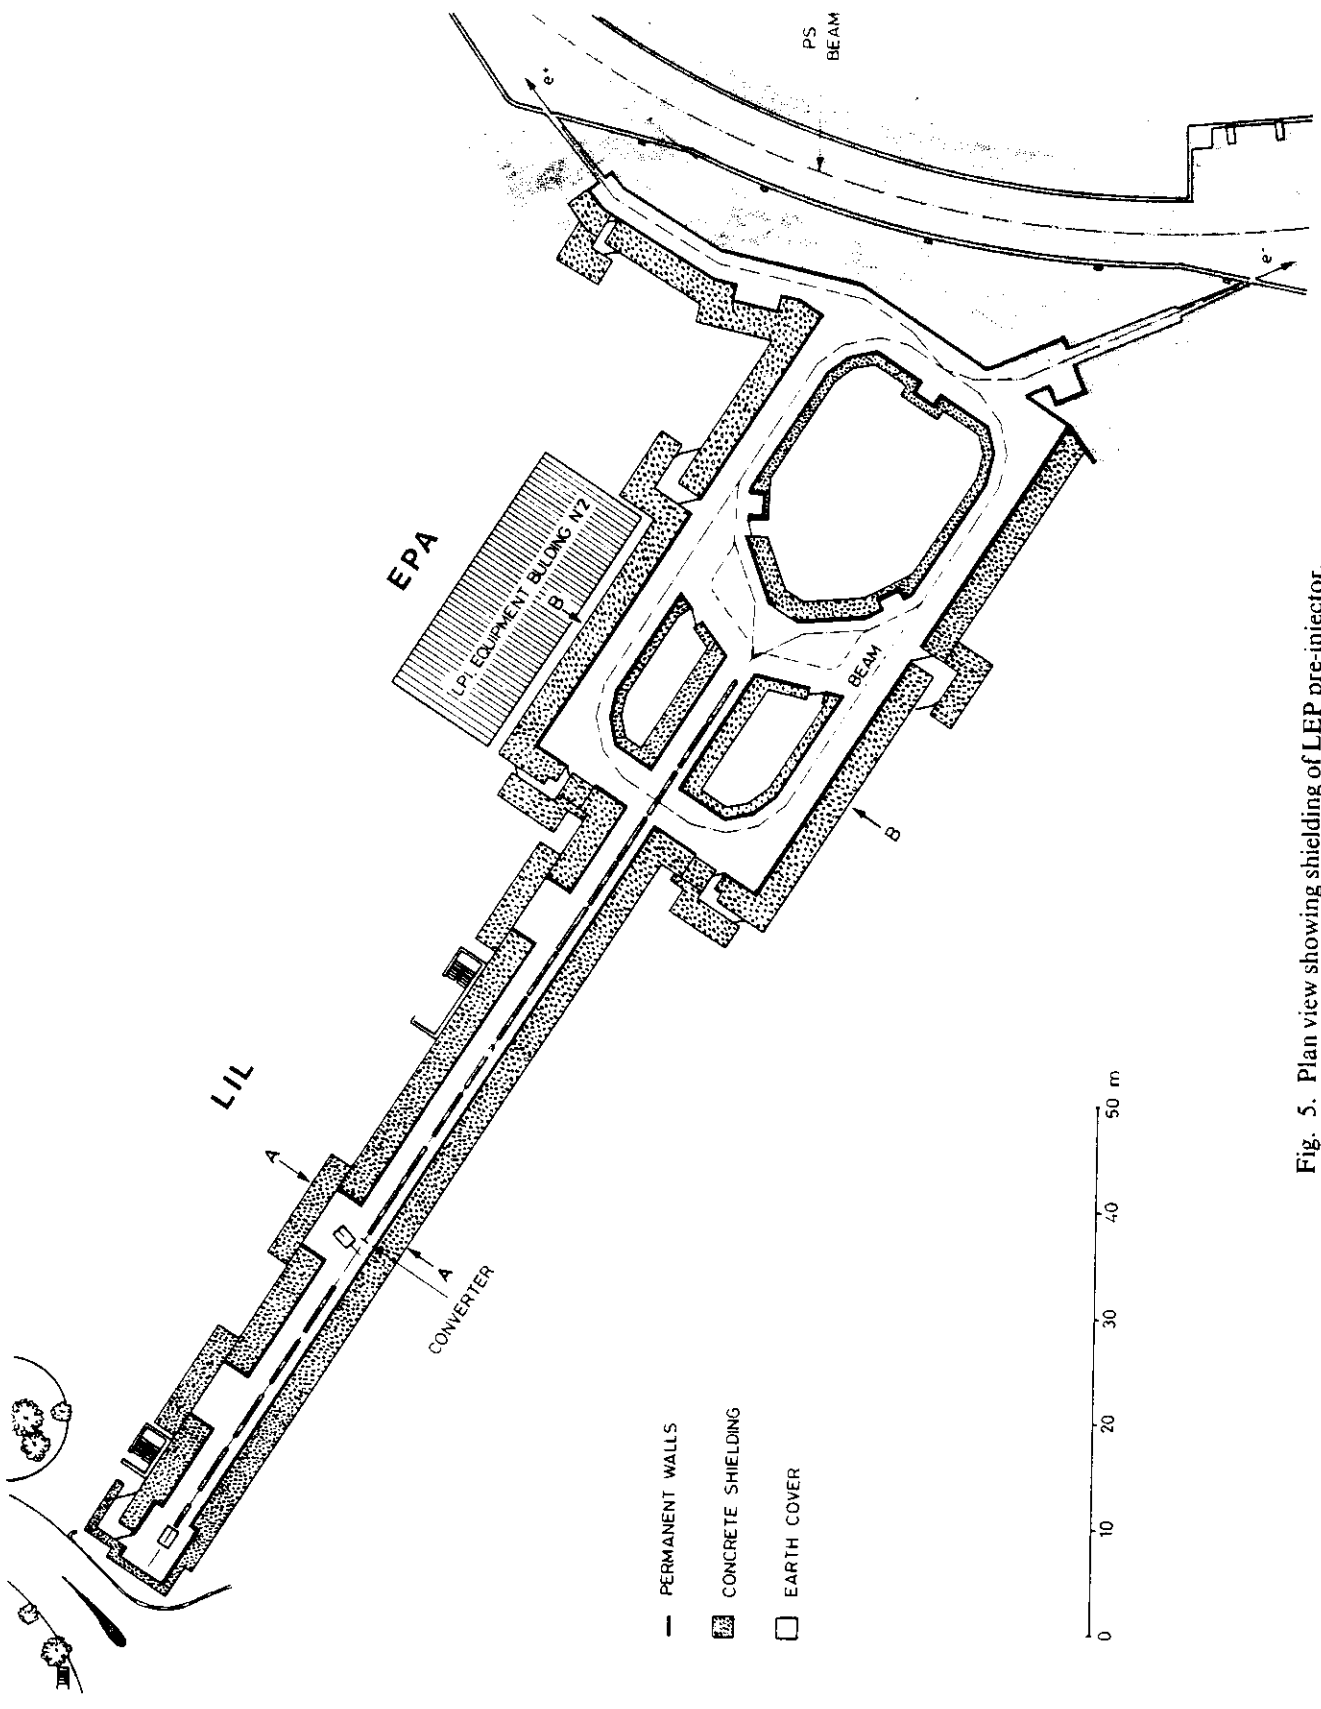 PS
BEAM
e+
EPA
LPI EQUIPMENT BUILDING N°2
B
e-
BEAM
B
LIL
A
A
CONVERTER
PERMANENT WALLS
CONCRETE SHIELDING
EARTH COVER
0 10 20 30 40 50 m
Fig. 5. Plan view showing shielding of LEP pre-injector.